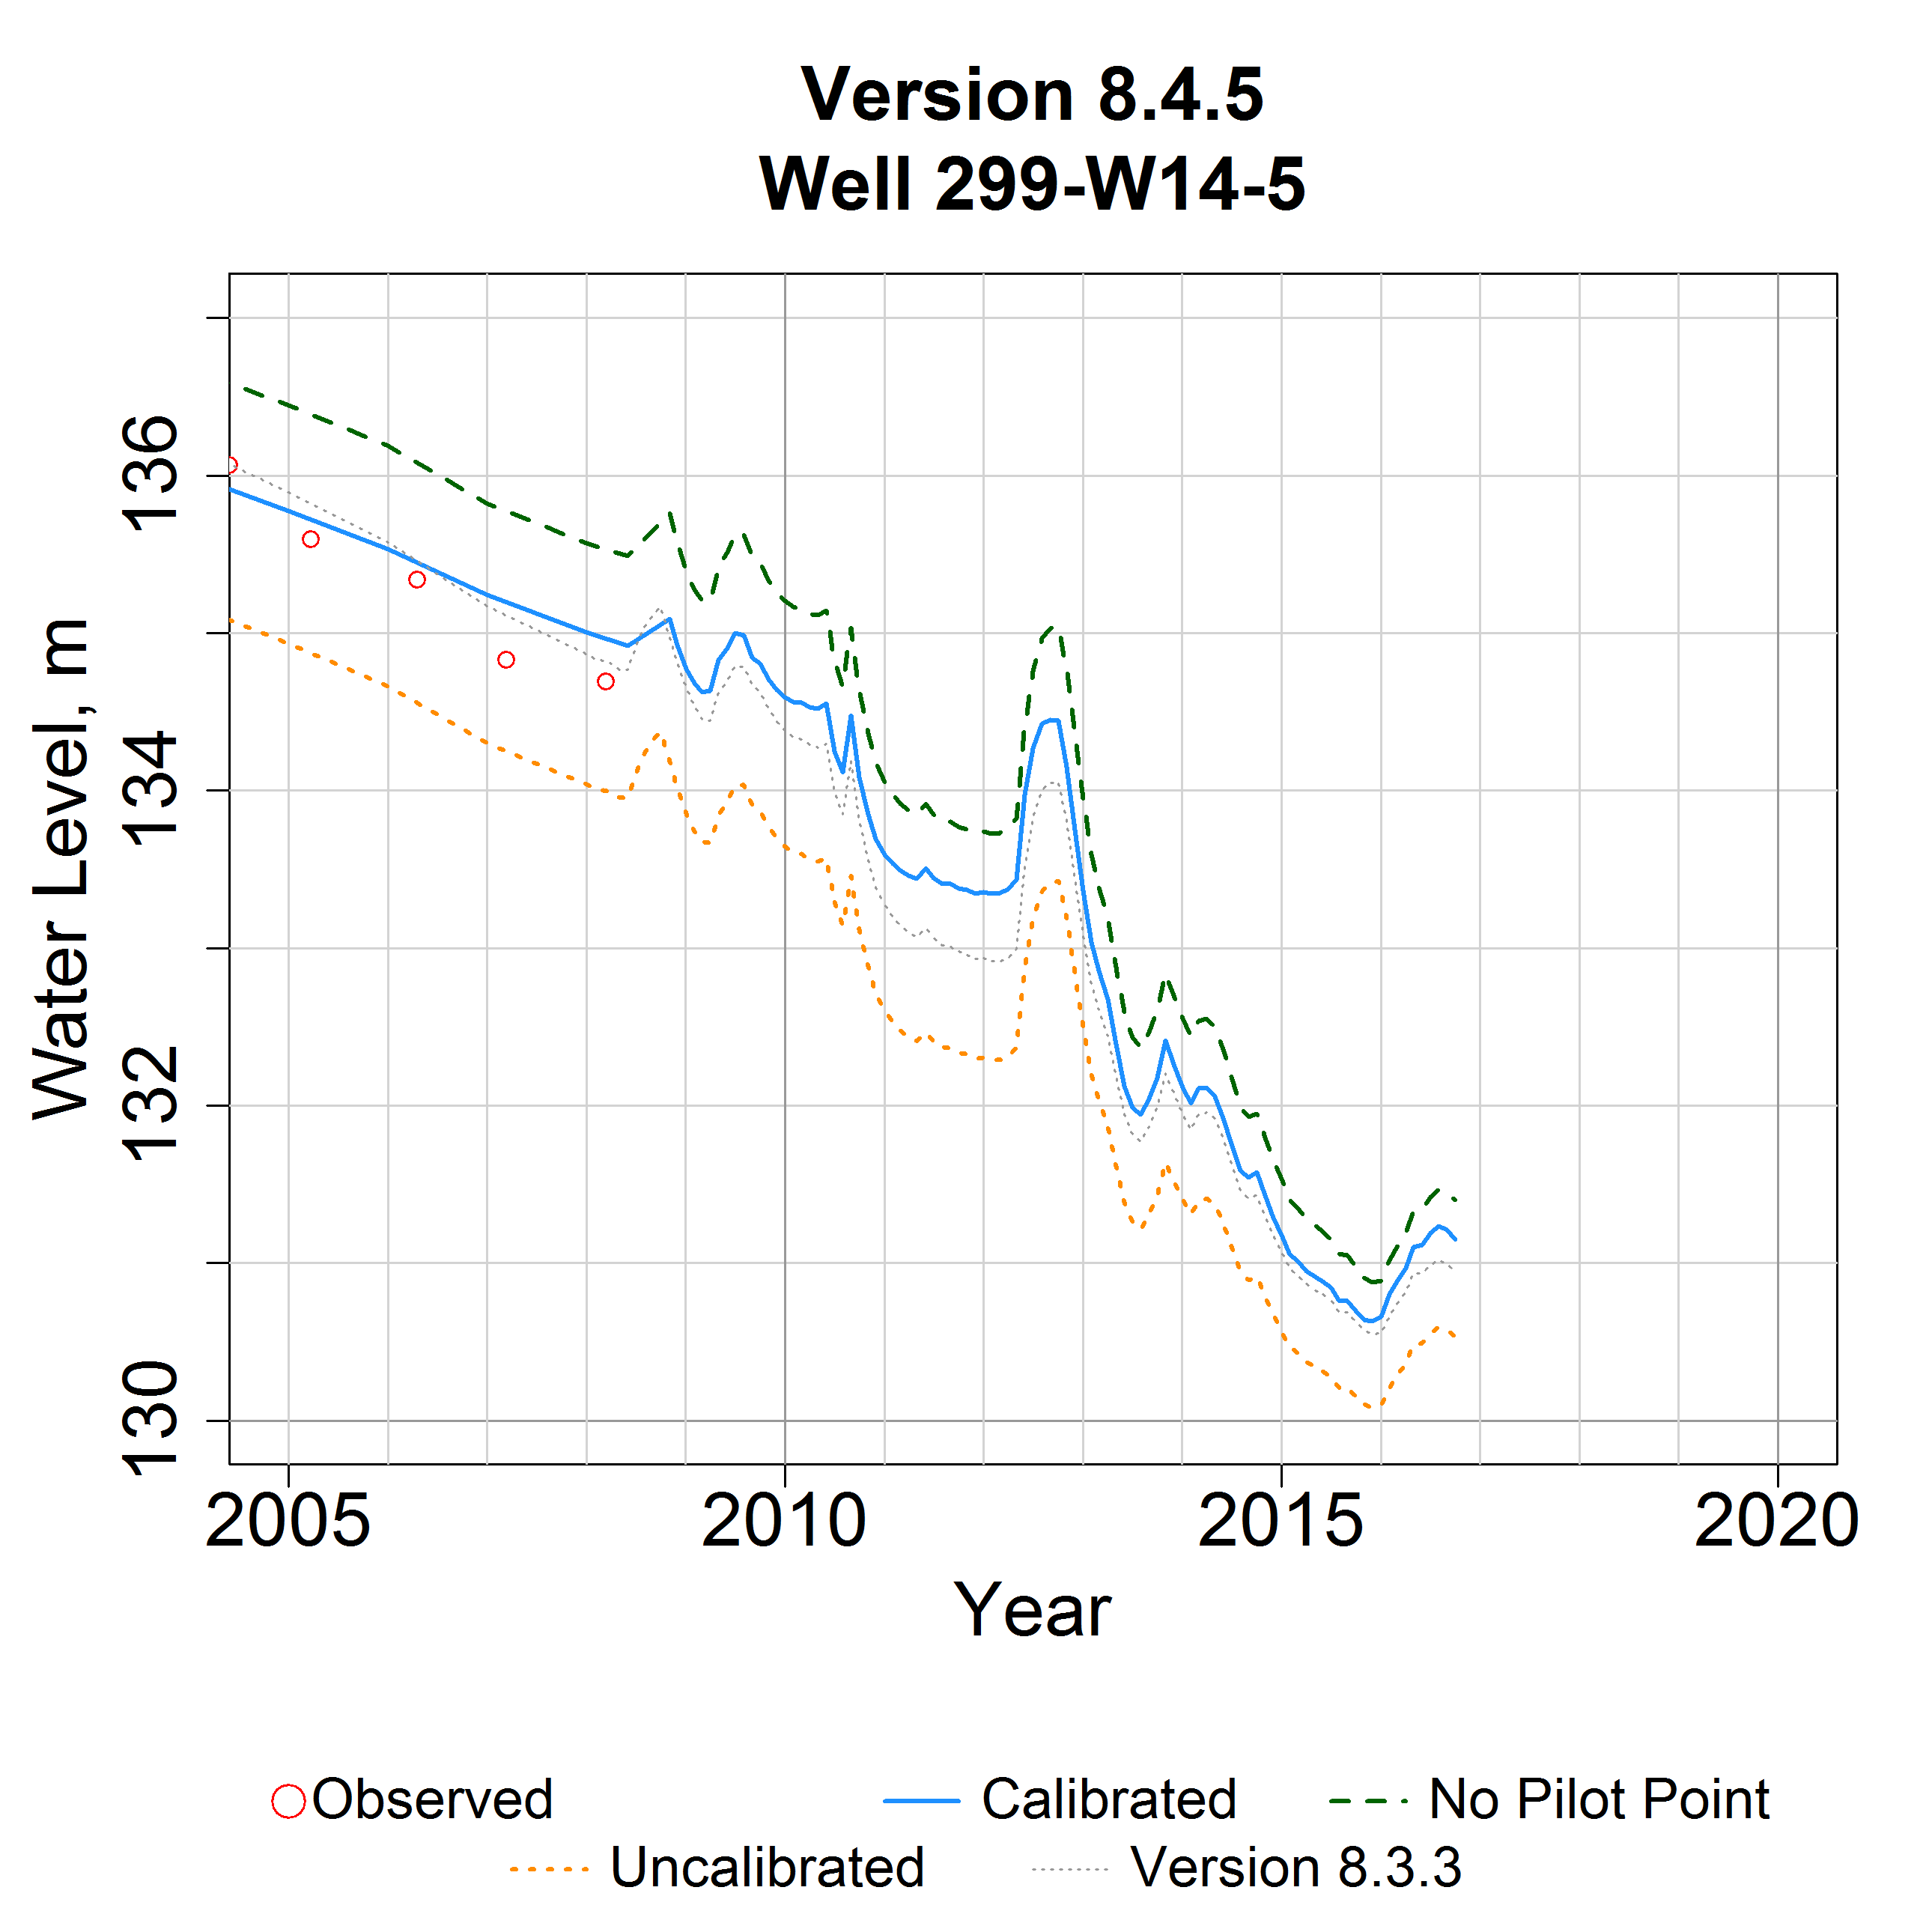 Version 8.4.5
Well 299-W14-5
Water Level, m
136
134
132
130
2005 2010 2015 2020
Year
Observed Calibrated No Pilot Point
Uncalibrated Version 8.3.3